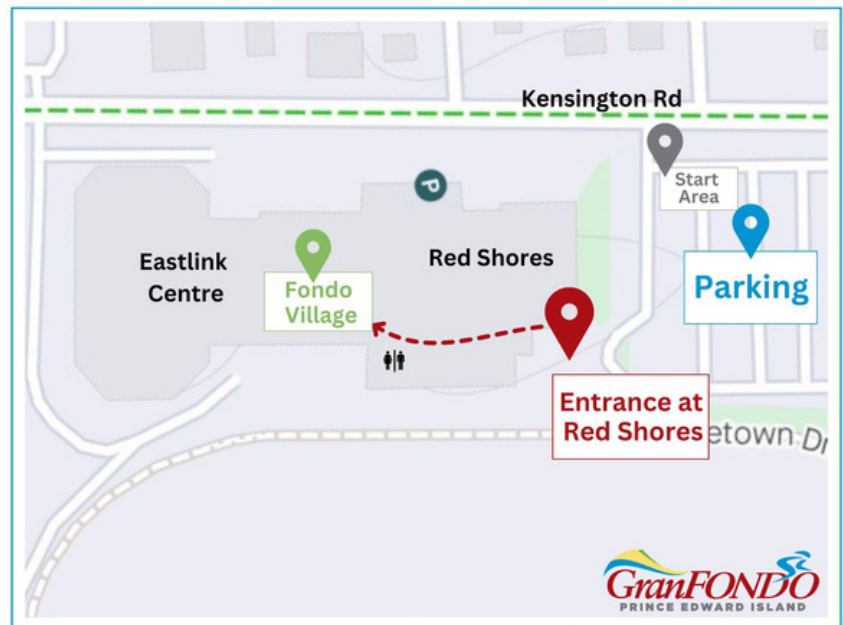 Kensington Rd
P
Start
Area
Eastlink
Centre
Red Shores
Fondo
Village
Parking
Entrance at
Red Shores
etown Dr
GranFONDO
PRINCE EDWARD ISLAND